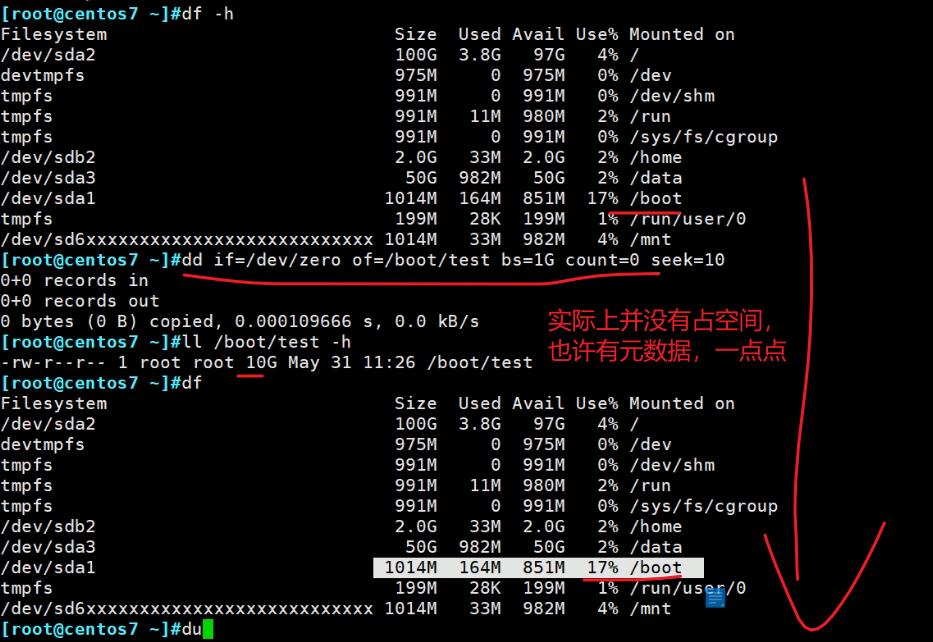 [root@centos7 ~]#df -h
Filesystem Size Used Avail Use% Mounted on
/dev/sda2 100G 3.8G 97G 4% /
devtmpfs 975M 0 975M 0% /dev
tmpfs 991M 0 991M 0% /dev/shm
tmpfs 991M 11M 980M 2% /run
tmpfs 991M 0 991M 0% /sys/fs/cgroup
/dev/sdb2 2.0G 33M 2.0G 2% /home
/dev/sda3 50G 982M 50G 2% /data
/dev/sda1 1014M 164M 851M 17% /boot
tmpfs 199M 28K 199M 1% /run/user/0
/dev/sd6xxxxxxxxxxxxxxxxxxxxxxxxxxx 1014M 33M 982M 4% /mnt
[root@centos7 ~]#dd if=/dev/zero of=/boot/test bs=1G count=0 seek=10
0+0 records in
0+0 records out
0 bytes (0 B) copied, 0.000109666 s, 0.0 kB/s
实际上并没有占空间，
也许有元数据，一点点
[root@centos7 ~]#ll /boot/test -h
-rw-r--r-- 1 root root 10G May 31 11:26 /boot/test
[root@centos7 ~]#df
Filesystem Size Used Avail Use% Mounted on
/dev/sda2 100G 3.8G 97G 4% /
devtmpfs 975M 0 975M 0% /dev
tmpfs 991M 0 991M 0% /dev/shm
tmpfs 991M 11M 980M 2% /run
tmpfs 991M 0 991M 0% /sys/fs/cgroup
/dev/sdb2 2.0G 33M 2.0G 2% /home
/dev/sda3 50G 982M 50G 2% /data
/dev/sda1 1014M 164M 851M 17% /boot
tmpfs 199M 28K 199M 1% /run/user/0
/dev/sd6xxxxxxxxxxxxxxxxxxxxxxxxxxx 1014M 33M 982M 4% /mnt
[root@centos7 ~]#du